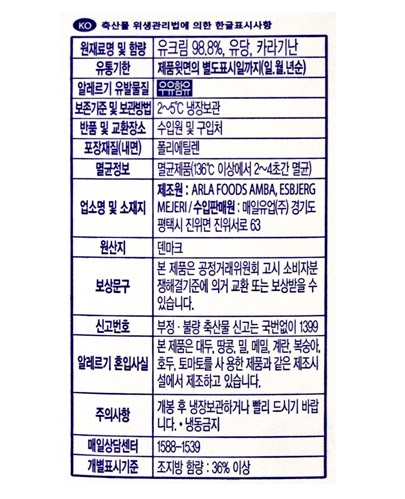 KO 축산물 위생관리법에 의한 한글표시사항
원재료명 및 함량 유크림 98.8%, 유당, 카라기난
유통기한 제품윗면의 별도표시일까지(일,월,년순)
알레르기 유발물질 우유함유
보존기준 및 보관방법 2~5℃ 냉장보관
반품 및 교환장소 수입원 및 구입처
포장재질(내면) 폴리에틸렌
멸균정보 멸균제품(136℃ 이상에서 2~4초간 멸균)
업소명 및 소재지 제조원 : ARLA FOODS AMBA, ESBJERG
MEJERI / 수입판매원 : 매일유업(주) 경기도
평택시 진위면 진위서로 63
원산지 덴마크
보상문구 본 제품은 공정거래위원회 고시 소비자분
쟁해결기준에 의거 교환 또는 보상받을 수
있습니다.
신고번호 부정·불량 축산물 신고는 국번없이 1399
알레르기 혼입사실 본 제품은 대두, 땅콩, 밀, 메밀, 계란, 복숭아,
호두, 토마토를 사용한 제품과 같은 제조시
설에서 제조하고 있습니다.
주의사항 개봉 후 냉장보관하거나 빨리 드시기 바랍
니다. • 냉동금지
매일상담센터 1588-1539
개별표시기준 조지방 함량 : 36% 이상